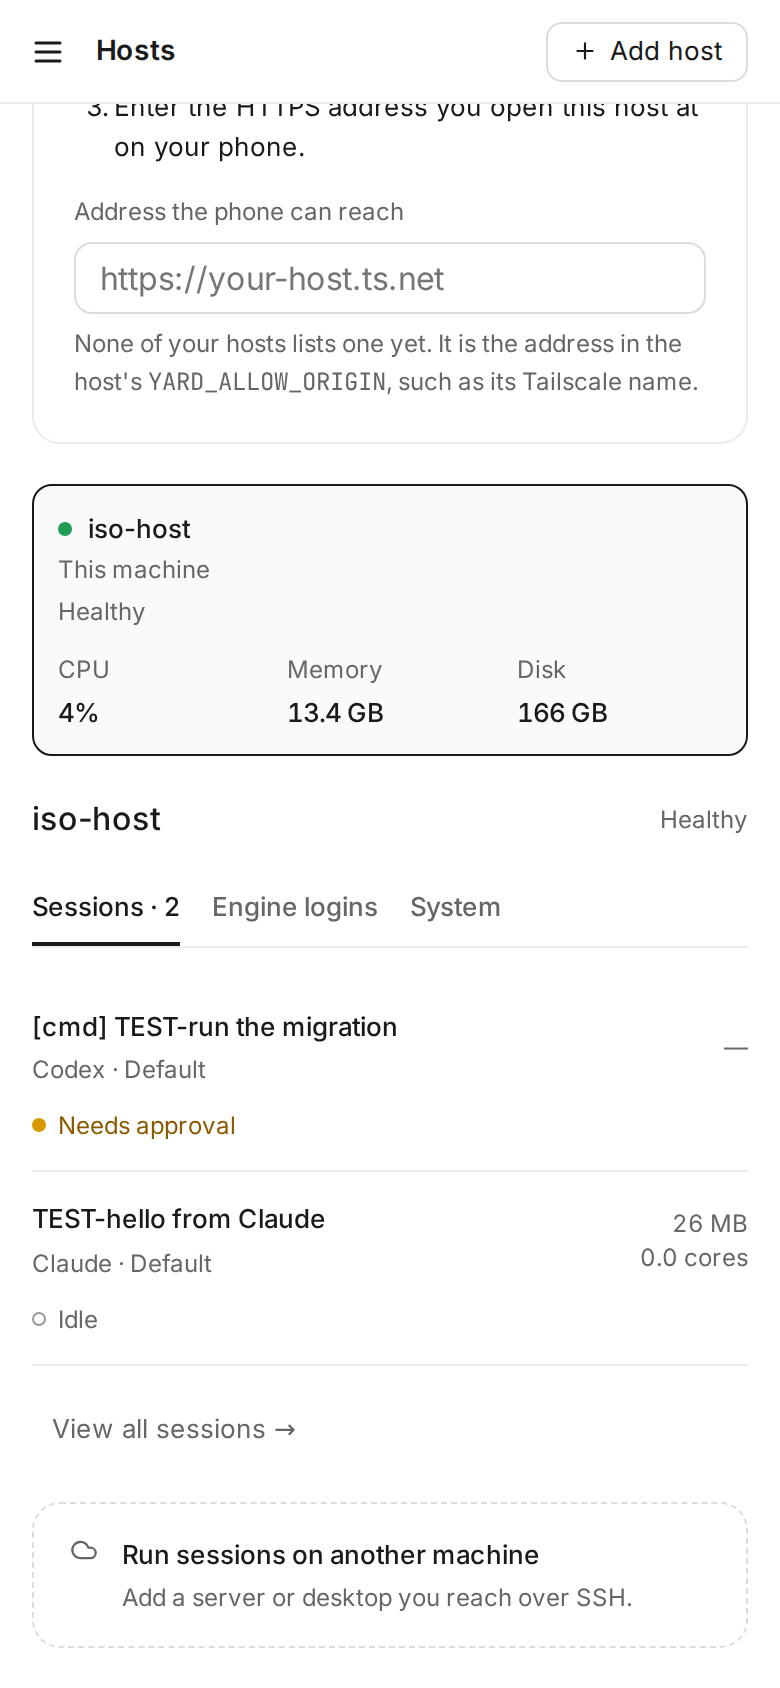 Hosts
+ Add host
3. Enter the HTTPS address you open this host at
on your phone.
Address the phone can reach
https://your-host.ts.net
None of your hosts lists one yet. It is the address in the
host's YARD_ALLOW_ORIGIN, such as its Tailscale name.
iso-host
This machine
Healthy
CPU Memory Disk
4% 13.4 GB 166 GB
iso-host Healthy
Sessions · 2 Engine logins System
[cmd] TEST-run the migration
—
Codex · Default
Needs approval
TEST-hello from Claude
26 MB
0.0 cores
Claude · Default
Idle
View all sessions →
Run sessions on another machine
Add a server or desktop you reach over SSH.